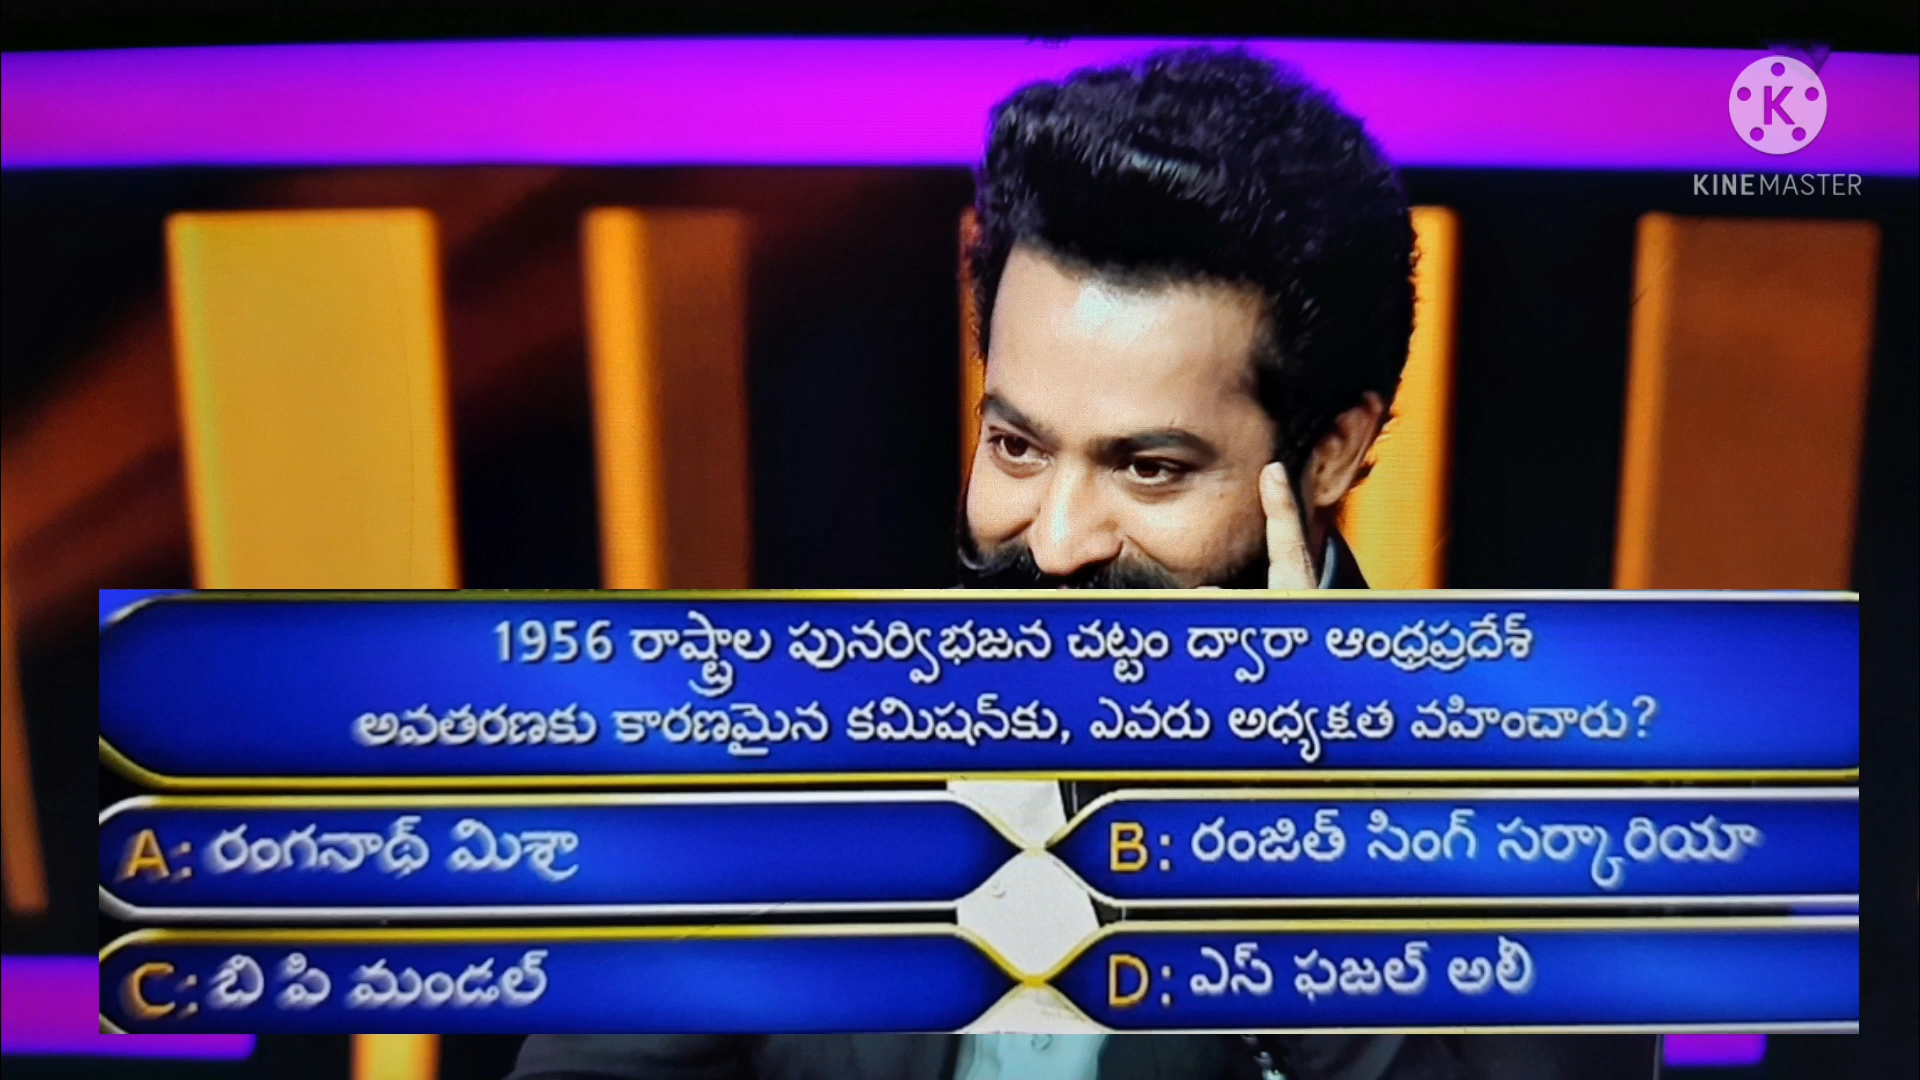 KINEMASTER
1956 రాష్ట్రాల పునర్విభజన చట్టం ద్వారా ఆంధ్రప్రదేశ్
అవతరణకు కారణమైన కమిషన్‌కు, ఎవరు అధ్యక్షత వహించారు?
A: రంగనాథ్ మిశ్రా
B: రంజిత్ సింగ్ సర్కారియా
C: బి పి మండల్
D: ఎస్ ఫజల్ అలీ